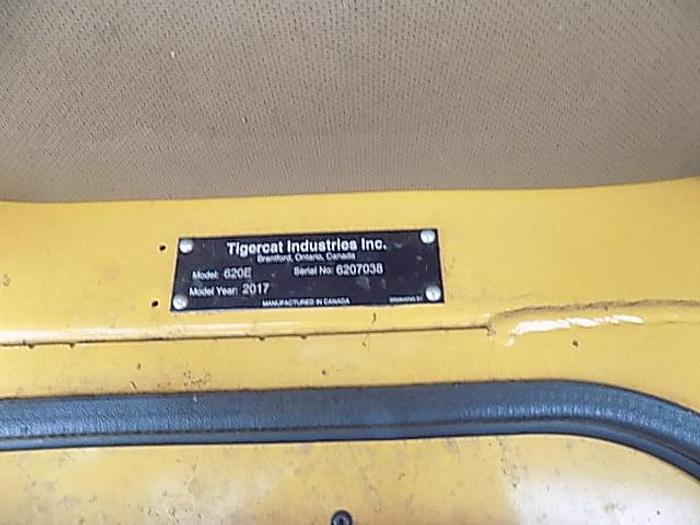 Tigercat Industries Inc.
Brantford, Ontario, Canada
Model: 620E Serial No: 6207038
Model Year: 2017
MANUFACTURED IN CANADA